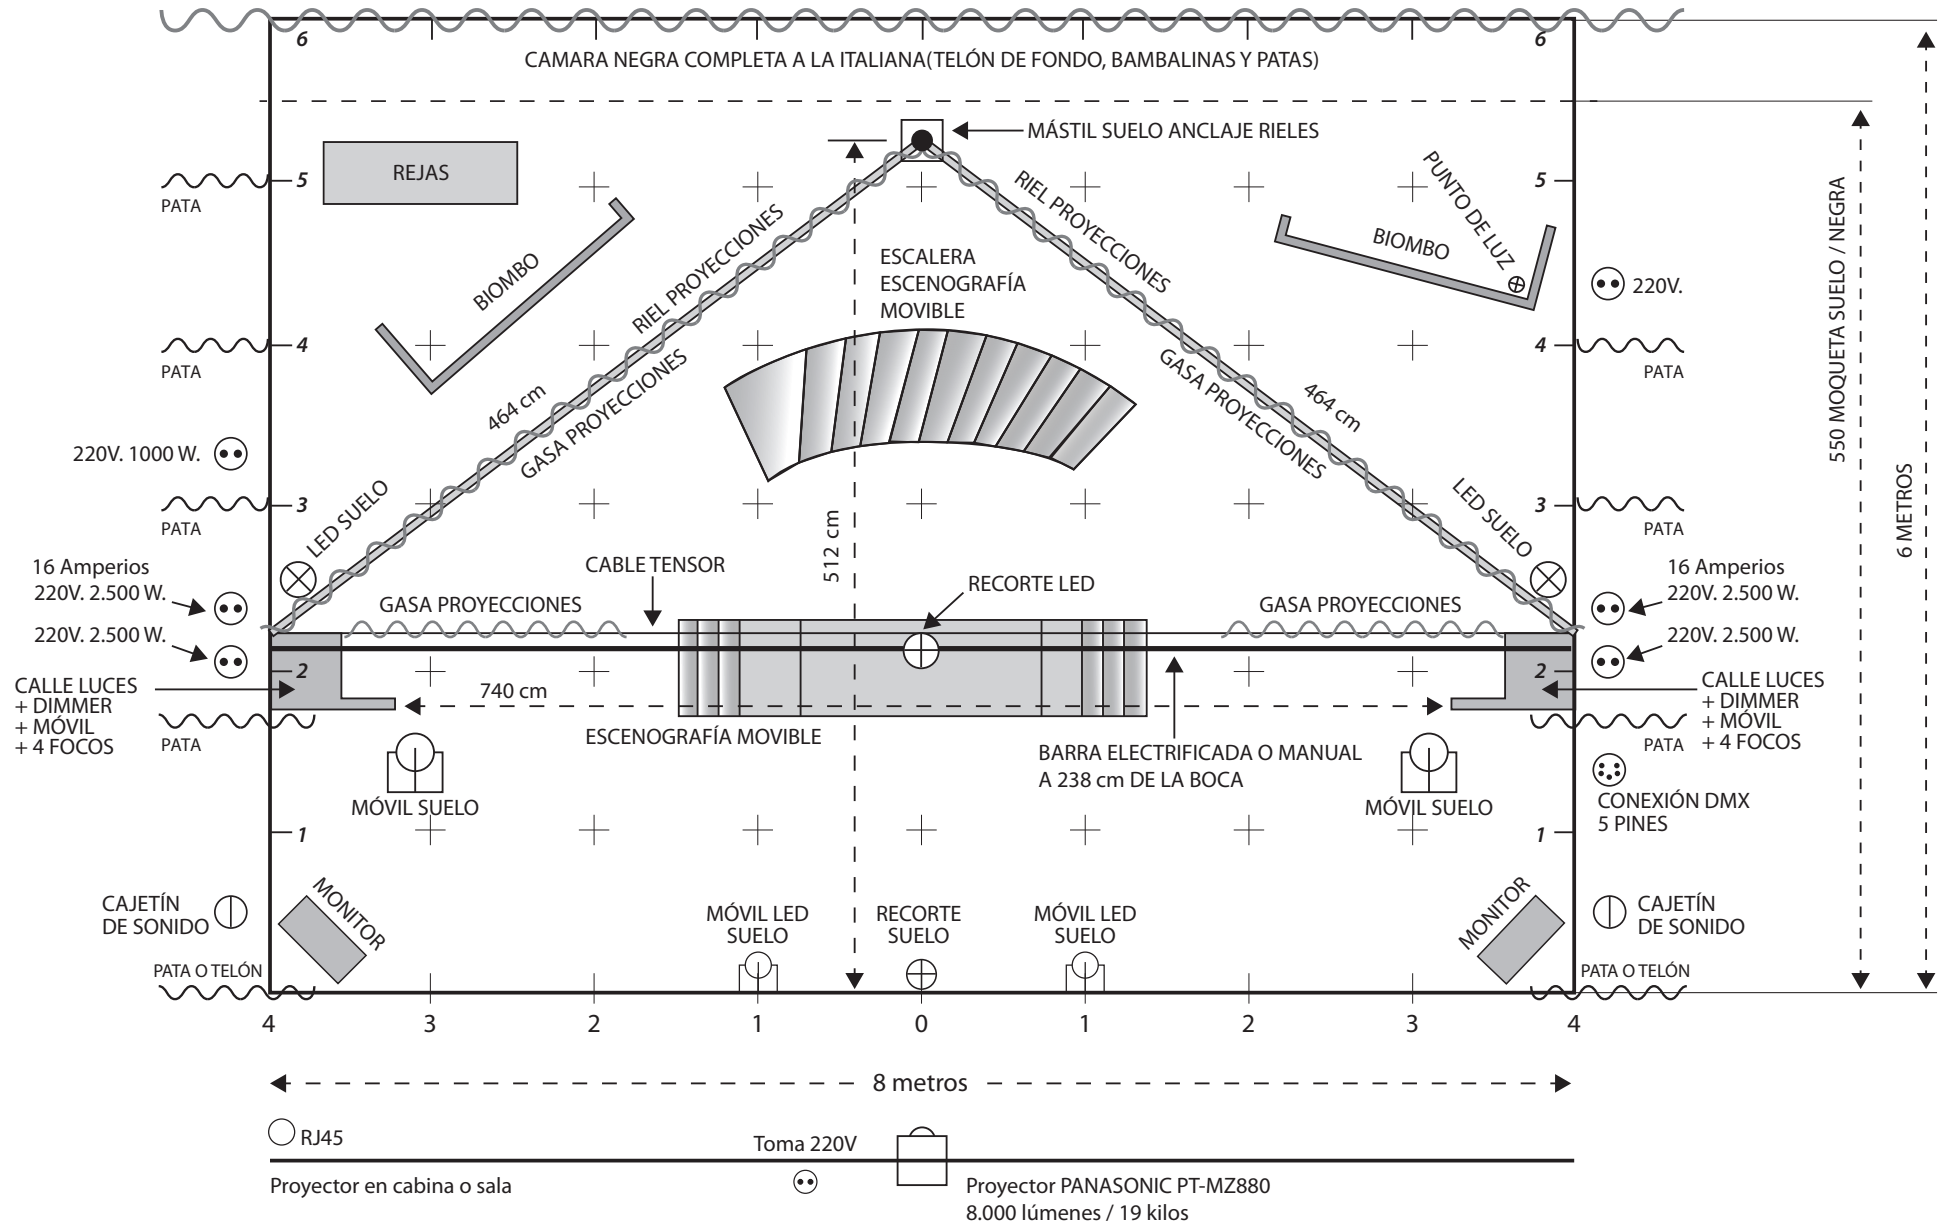 6
6
CAMARA NEGRA COMPLETA A LA ITALIANA(TELÓN DE FONDO, BAMBALINAS Y PATAS)
MÁSTIL SUELO ANCLAJE RIELES
REJAS
5
5
PATA
PUNTO DE LUZ
RIEL PROYECCIONES
RIEL PROYECCIONES
BIOMBO
BIOMBO
ESCALERA
ESCENOGRAFÍA
MOVIBLE
220V.
550 MOQUETA SUELO / NEGRA
6 METROS
4
4
PATA
PATA
464 cm
GASA PROYECCIONES
464 cm
GASA PROYECCIONES
220V. 1000 W.
3
3
PATA
PATA
LED SUELO
LED SUELO
512 cm
16 Amperios
220V. 2.500 W.
220V. 2.500 W.
CABLE TENSOR
RECORTE LED
GASA PROYECCIONES
GASA PROYECCIONES
16 Amperios
220V. 2.500 W.
220V. 2.500 W.
2
2
CALLE LUCES
+ DIMMER
+ MÓVIL
+ 4 FOCOS
PATA
740 cm
ESCENOGRAFÍA MOVIBLE
BARRA ELECTRIFICADA O MANUAL
A 238 cm DE LA BOCA
PATA
CALLE LUCES
+ DIMMER
+ MÓVIL
+ 4 FOCOS
MÓVIL SUELO
MÓVIL SUELO
CONEXIÓN DMX
5 PINES
1
1
CAJETÍN
DE SONIDO
MONITOR
MÓVIL LED
SUELO
RECORTE
SUELO
MÓVIL LED
SUELO
MONITOR
CAJETÍN
DE SONIDO
PATA O TELÓN
PATA O TELÓN
4 3 2 1 0 1 2 3 4
8 metros
RJ45
Toma 220V
Proyector en cabina o sala
Proyector PANASONIC PT-MZ880
8.000 lúmenes / 19 kilos